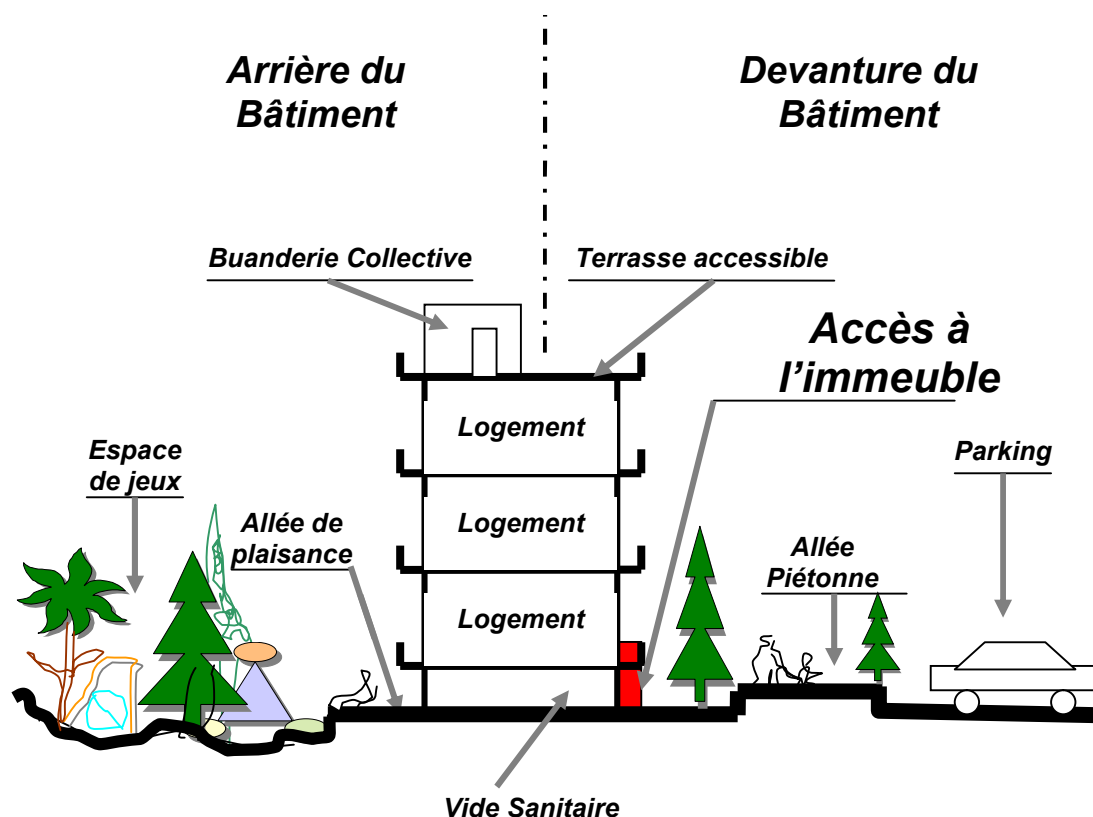 Arrière du
Bâtiment
Devanture du
Bâtiment
Buanderie Collective
Terrasse accessible
Accès à
l’immeuble
Logement
Espace
de jeux
Parking
Allée de
plaisance
Logement
Allée
Piétonne
Logement
Vide Sanitaire